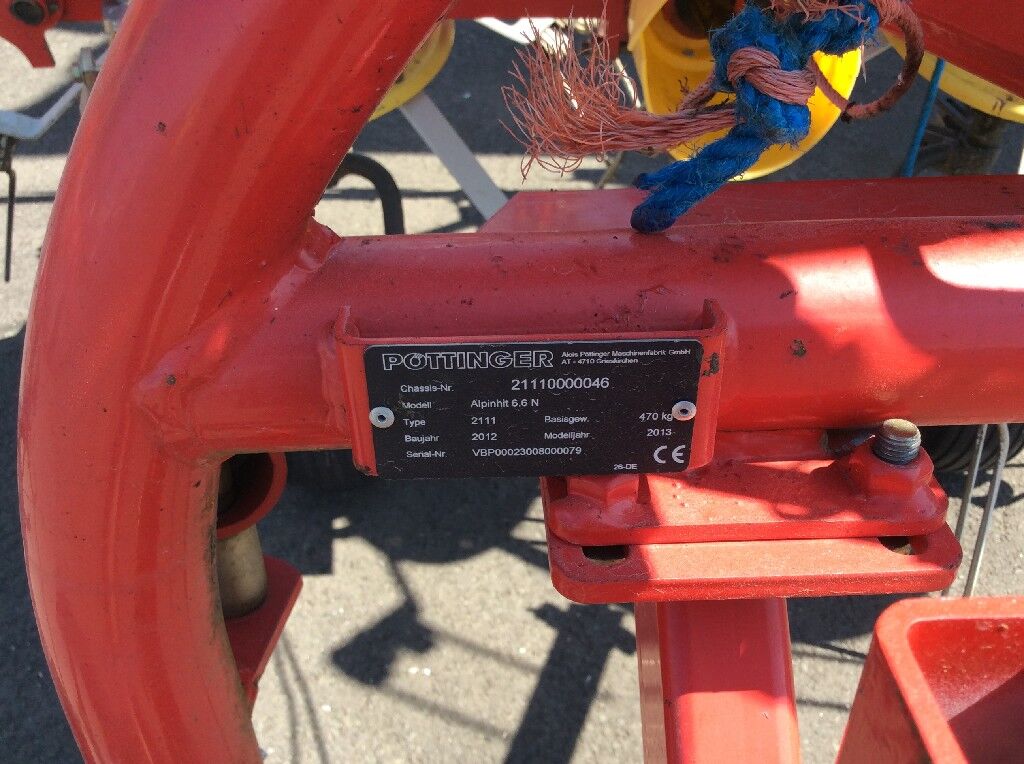 PÖTTINGER Alois Pöttinger Maschinenfabrik GmbH
AT - 4710 Grieskirchen
Chassis-Nr. 21110000046
Modell Alpinhit 6.6 N
Type 2111 Basisgew. 470 kg
Baujahr 2012 Modelljahr 2013
Serial-Nr. VBP00023008000079
26-DE CE